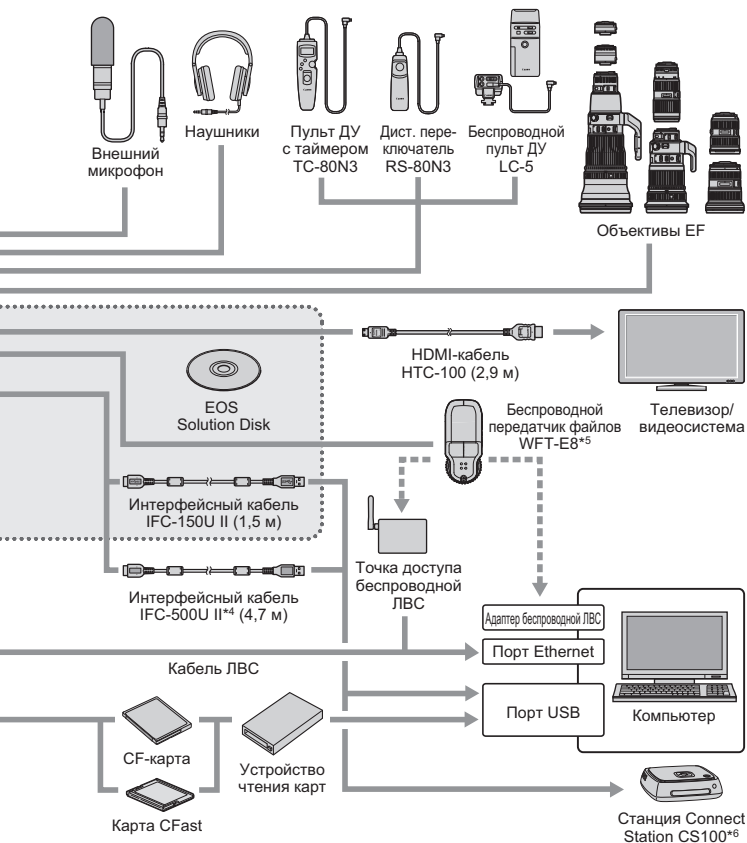 Внешний
микрофон
Наушники
Пульт ДУ
с таймером
TC-80N3
Дист. пере-
ключатель
RS-80N3
Беспроводной
пульт ДУ
LC-5
Объективы EF
HDMI-кабель
HTC-100 (2,9 м)
Телевизор/
видеосистема
EOS
Solution Disk
Беспроводной
передатчик файлов
WFT-E8*5
Интерфейсный кабель
IFC-150U II (1,5 м)
Интерфейсный кабель
IFC-500U II*4 (4,7 м)
Точка доступа
беспроводной
ЛВС
Адаптер беспроводной ЛВС
Порт Ethernet
Кабель ЛВС
Порт USB
Компьютер
CF-карта
Устройство
чтения карт
Карта CFast
Станция Connect
Station CS100*6